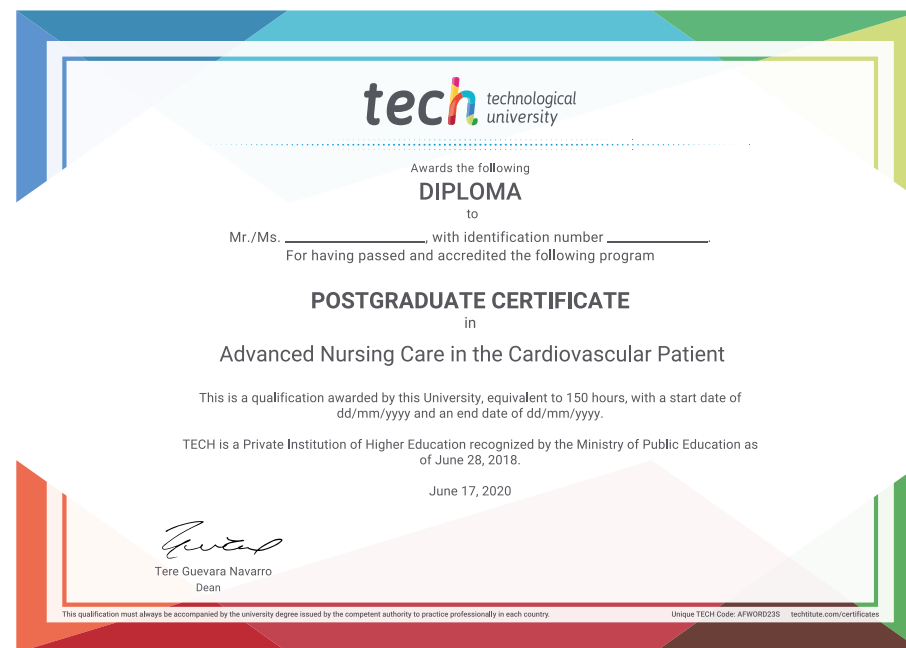 tech technological
university
Awards the following
DIPLOMA
to
Mr./Ms. ____________________, with identification number ______________.
For having passed and accredited the following program
POSTGRADUATE CERTIFICATE
in
Advanced Nursing Care in the Cardiovascular Patient
This is a qualification awarded by this University, equivalent to 150 hours, with a start date of
dd/mm/yyyy and an end date of dd/mm/yyyy.
TECH is a Private Institution of Higher Education recognized by the Ministry of Public Education as
of June 28, 2018.
June 17, 2020
Tere Guevara Navarro
Dean
This qualification must always be accompanied by the university degree issued by the competent authority to practice professionally in each country. Unique TECH Code: AFWORD23S techtitute.com/certificates